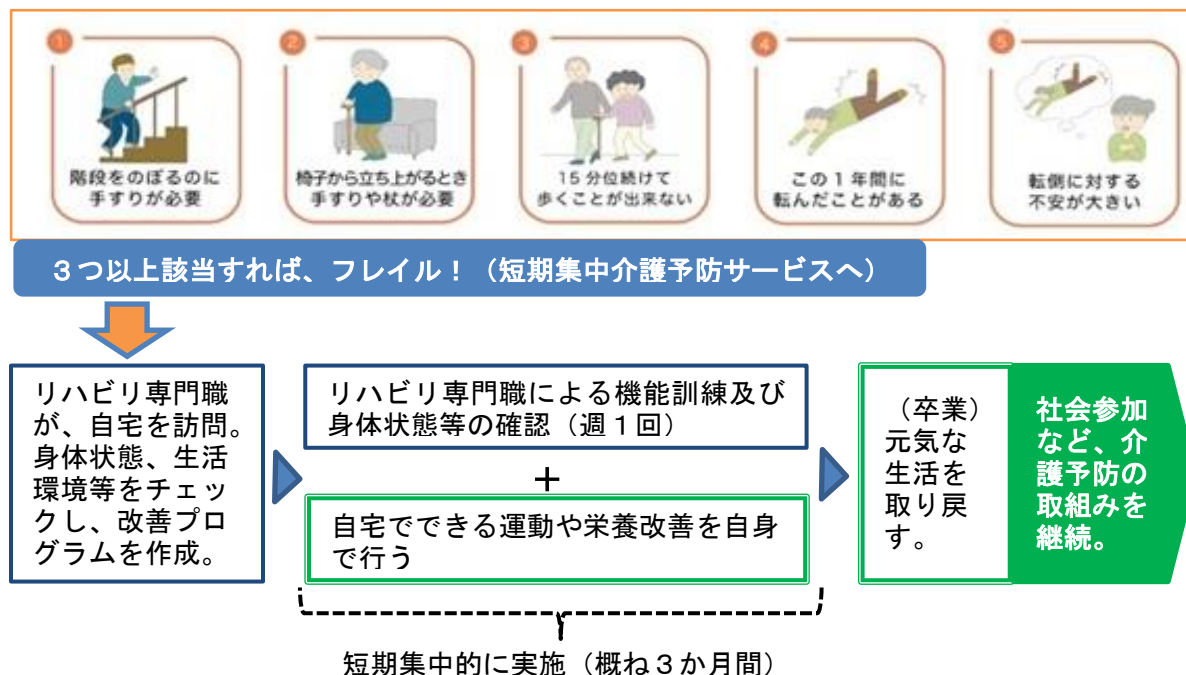 1
階段をのぼるのに
手すりが必要
2
椅子から立ち上がるとき
手すりや杖が必要
3
15分位続けて
歩くことが出来ない
4
この1年間に
転んだことがある
5
転倒に対する
不安が大きい
３つ以上該当すれば、フレイル！（短期集中介護予防サービスへ）
リハビリ専門職
が、自宅を訪問。
身体状態、生活
環境等をチェッ
クし、改善プロ
グラムを作成。
リハビリ専門職による機能訓練及び
身体状態等の確認（週１回）
＋
自宅でできる運動や栄養改善を自身
で行う
（卒業）
元気な
生活を
取り戻
す。
社会参加
など、介
護予防の
取組みを
継続。
短期集中的に実施（概ね３か月間）